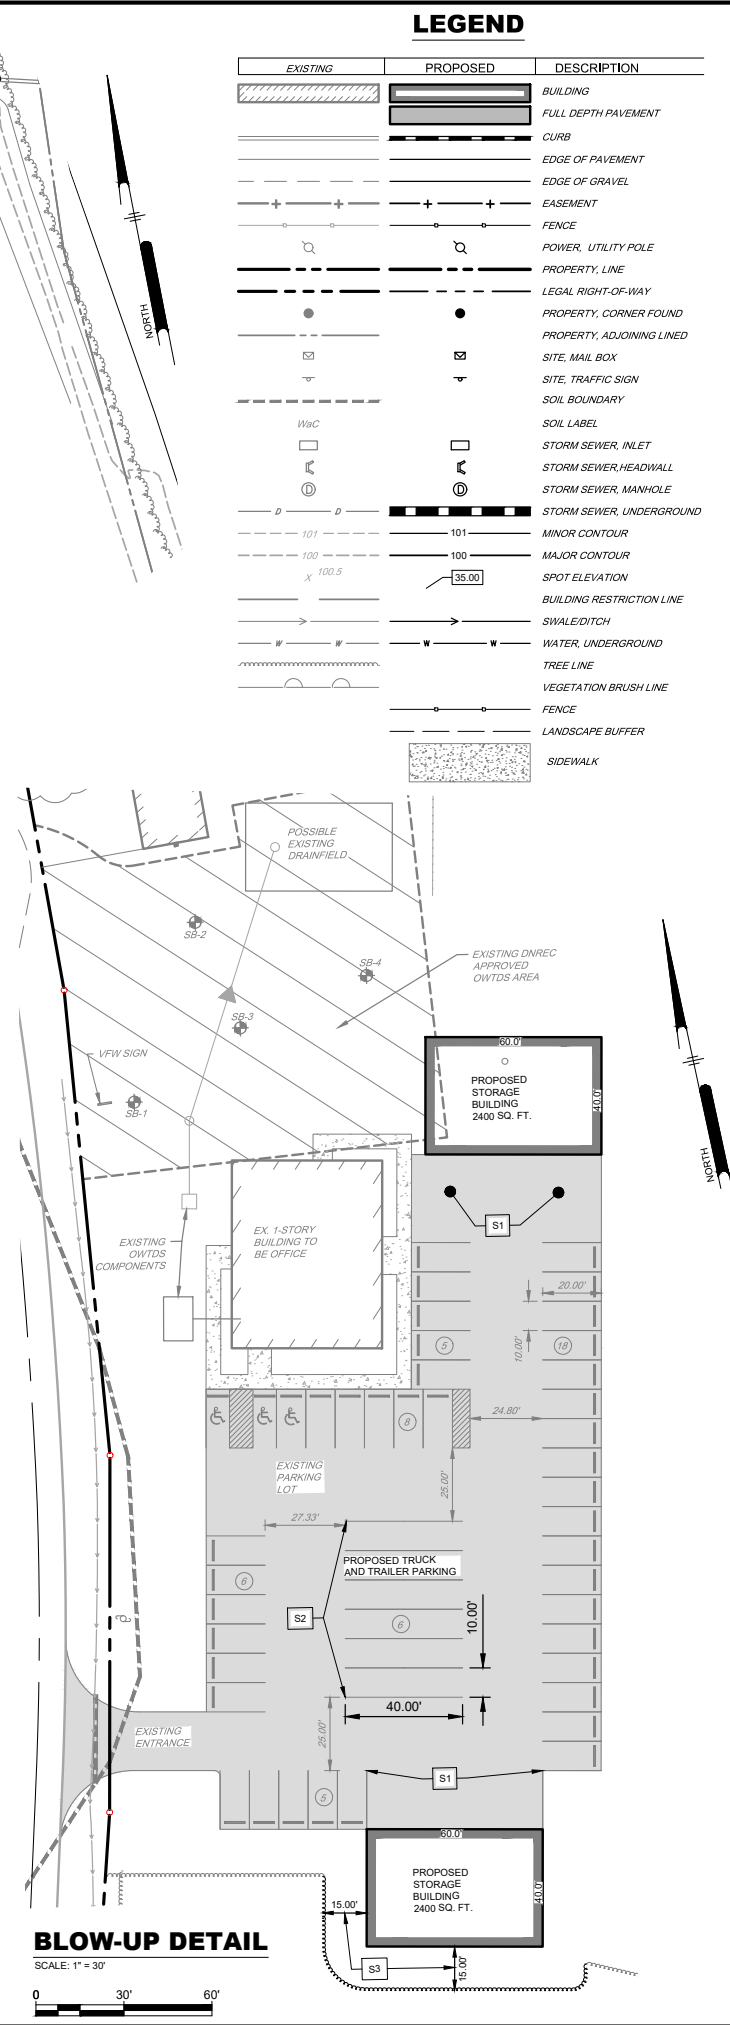 LEGEND
EXISTING PROPOSED DESCRIPTION
BUILDING
FULL DEPTH PAVEMENT
CURB
EDGE OF PAVEMENT
EDGE OF GRAVEL
EASEMENT
FENCE
POWER, UTILITY POLE
PROPERTY, LINE
LEGAL RIGHT-OF-WAY
PROPERTY, CORNER FOUND
PROPERTY, ADJOINING LINED
SITE, MAIL BOX
SITE, TRAFFIC SIGN
SOIL BOUNDARY
WaC SOIL LABEL
STORM SEWER, INLET
STORM SEWER,HEADWALL
D D STORM SEWER, MANHOLE
D D STORM SEWER, UNDERGROUND
101 101 MINOR CONTOUR
100 100 MAJOR CONTOUR
X 100.5 35.00 SPOT ELEVATION
BUILDING RESTRICTION LINE
SWALE/DITCH
W W W W WATER, UNDERGROUND
TREE LINE
VEGETATION BRUSH LINE
FENCE
LANDSCAPE BUFFER
SIDEWALK
NORTH
POSSIBLE
EXISTING
DRAINFIELD
SB-2
SB-4
EXISTING DNREC
APPROVED
OWTDS AREA
SB-3
VFW SIGN
SB-1
60.0'
PROPOSED
STORAGE
BUILDING
2400 SQ. FT.
40.0'
NORTH
S1
EX. 1-STORY
BUILDING TO
BE OFFICE
EXISTING
OWTDS
COMPONENTS
20.00'
10.00'
5
18
8
24.80'
EXISTING
PARKING
LOT
25.00'
27.33'
PROPOSED TRUCK
AND TRAILER PARKING
6
S2
6
10.00'
40.00'
25.00'
EXISTING
ENTRANCE
S1
5
60.0'
PROPOSED
STORAGE
BUILDING
2400 SQ. FT.
40.0'
15.00'
S3
15.00'
BLOW-UP DETAIL
SCALE: 1" = 30'
0 30' 60'